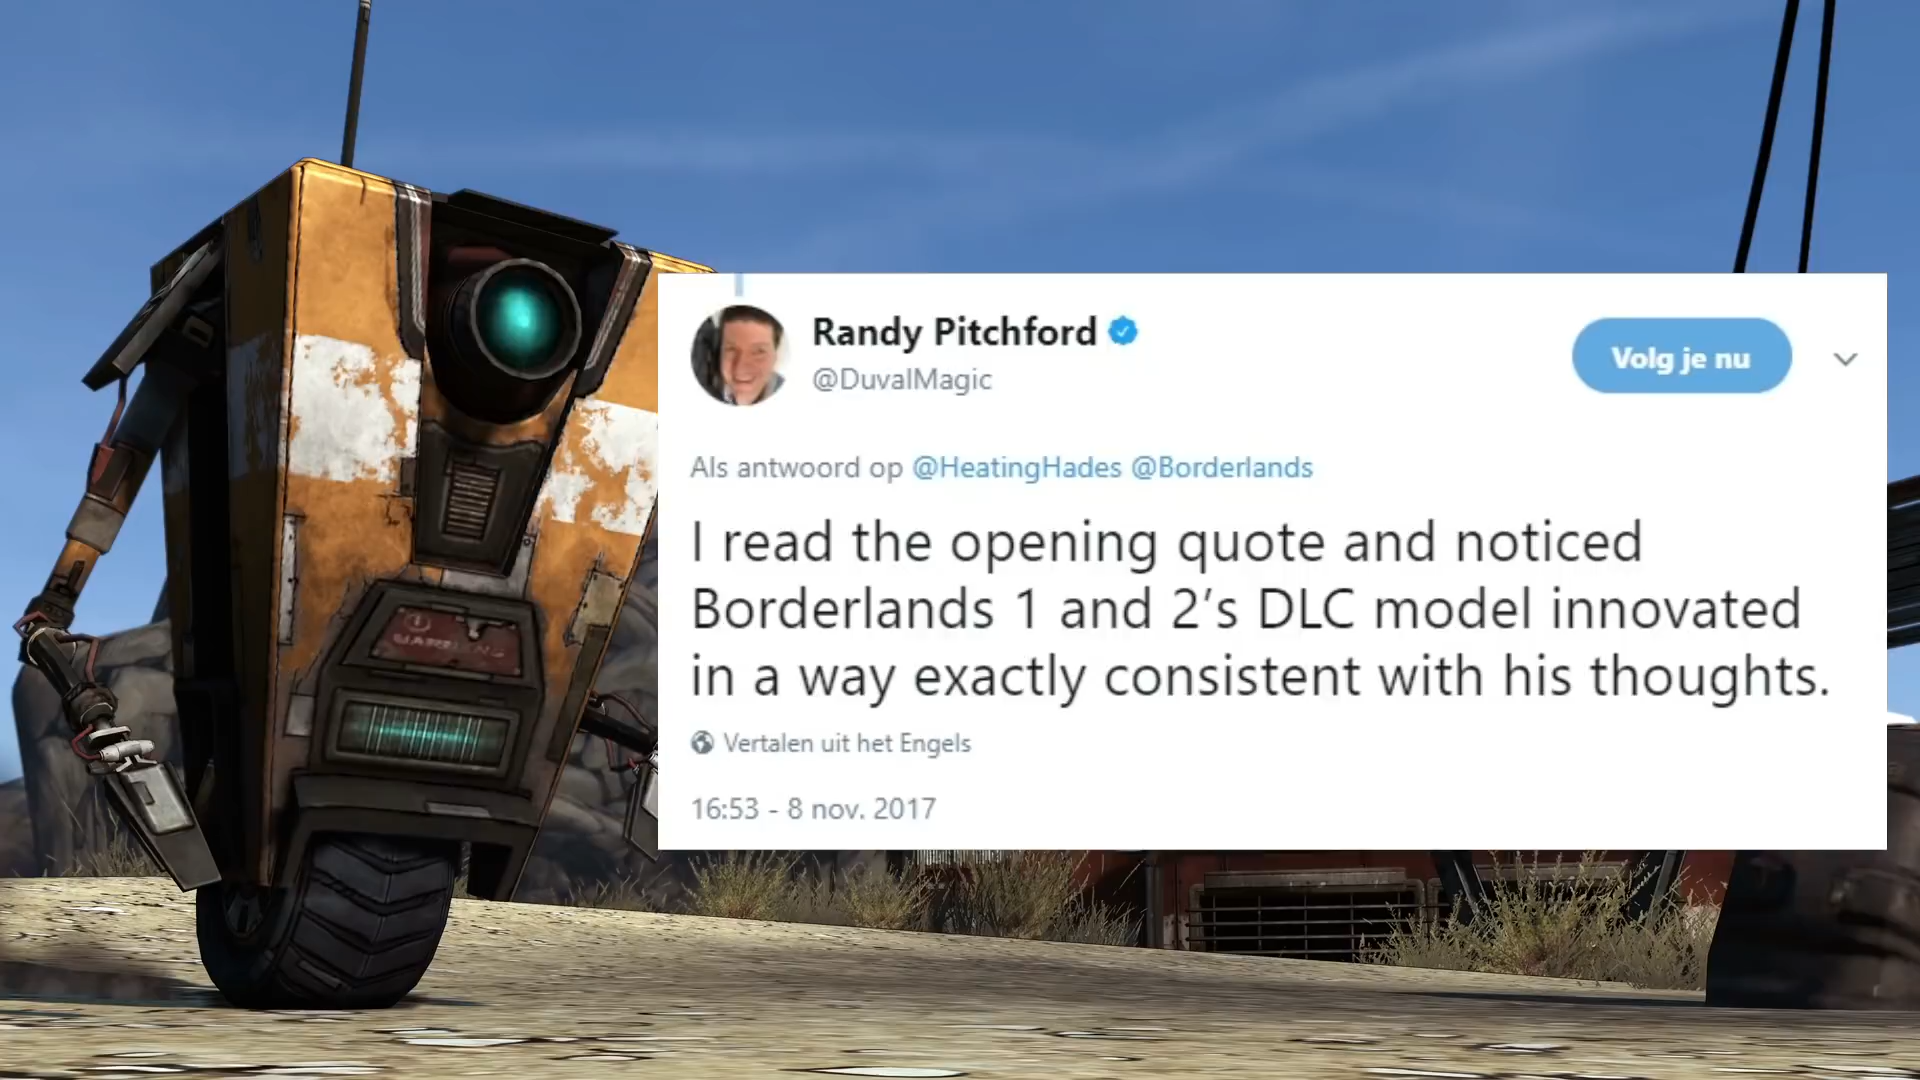 Randy Pitchford
@DuvalMagic
Volg je nu
Als antwoord op @HeatingHades @Borderlands
I read the opening quote and noticed
Borderlands 1 and 2’s DLC model innovated
in a way exactly consistent with his thoughts.
Vertalen uit het Engels
16:53 - 8 nov. 2017
WARNING